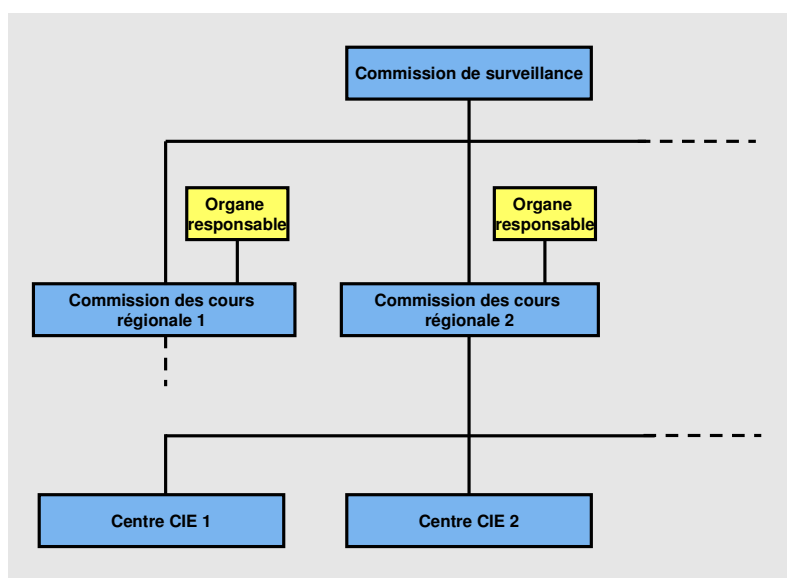 Commission de surveillance
Organe
responsable
Organe
responsable
Commission des cours
régionale 1
Commission des cours
régionale 2
Centre CIE 1
Centre CIE 2